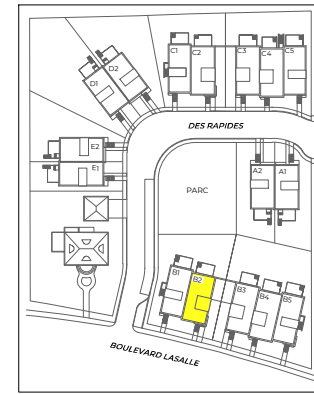 C1
C2
C3
C4
C5
D2
D1
DES RAPIDES
E2
E1
A2
A1
PARC
B1
B2
B3
B4
B5
BOULEVARD LASALLE